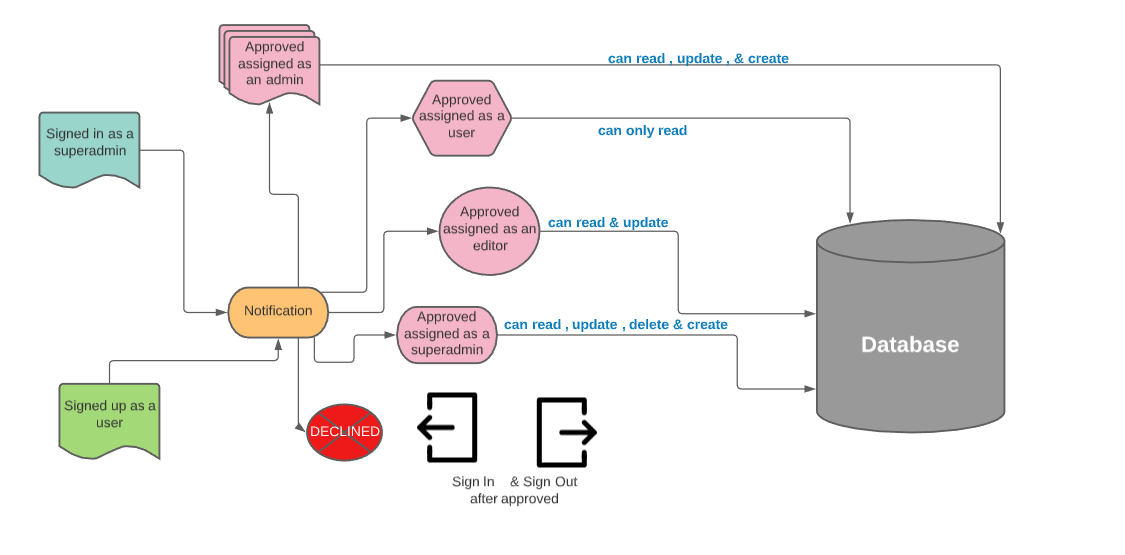 Approved
assigned as
an admin
can read , update , & create
Approved
assigned as a
user
can only read
Signed in as a
superadmin
Approved
assigned as an
editor
can read & update
Notification
Approved
assigned as a
superadmin
can read , update , delete & create
Database
Signed up as a
user
DECLINED
Sign In & Sign Out
after approved